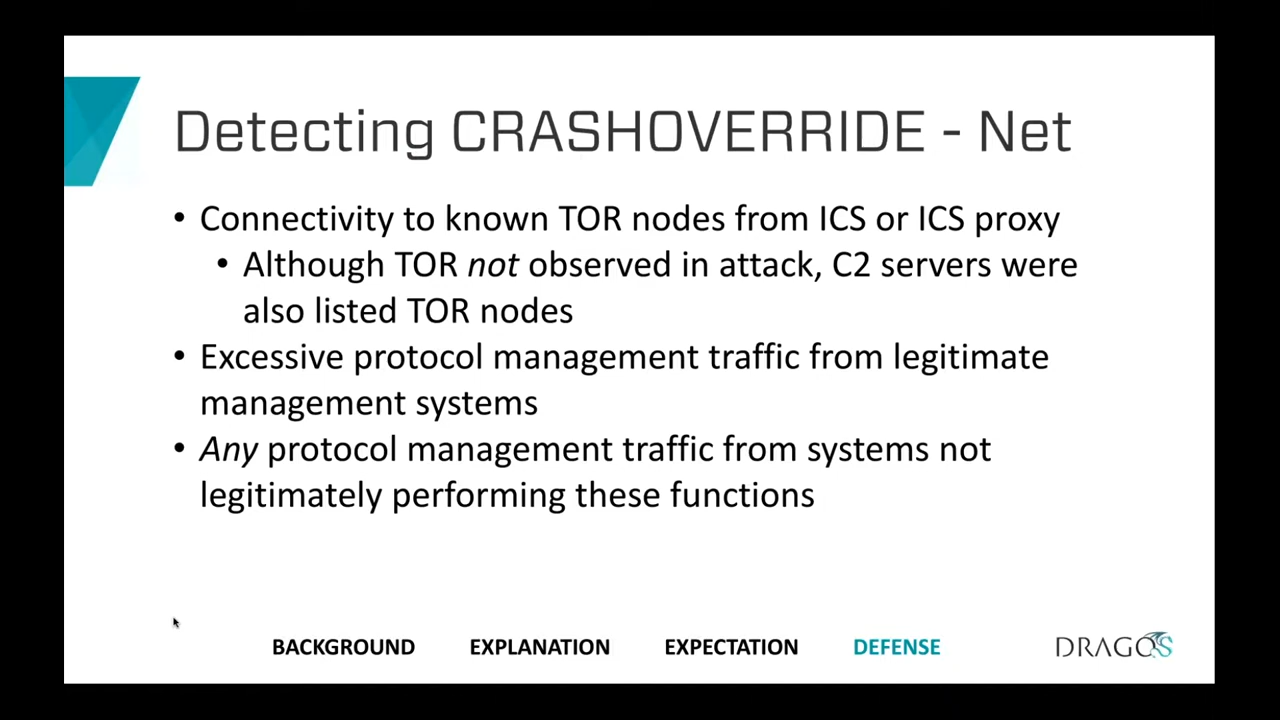 Detecting CRASHOVERRIDE - Net
• Connectivity to known TOR nodes from ICS or ICS proxy
• Although TOR not observed in attack, C2 servers were
also listed TOR nodes
• Excessive protocol management traffic from legitimate
management systems
• Any protocol management traffic from systems not
legitimately performing these functions
BACKGROUND EXPLANATION EXPECTATION DEFENSE DRAGOS